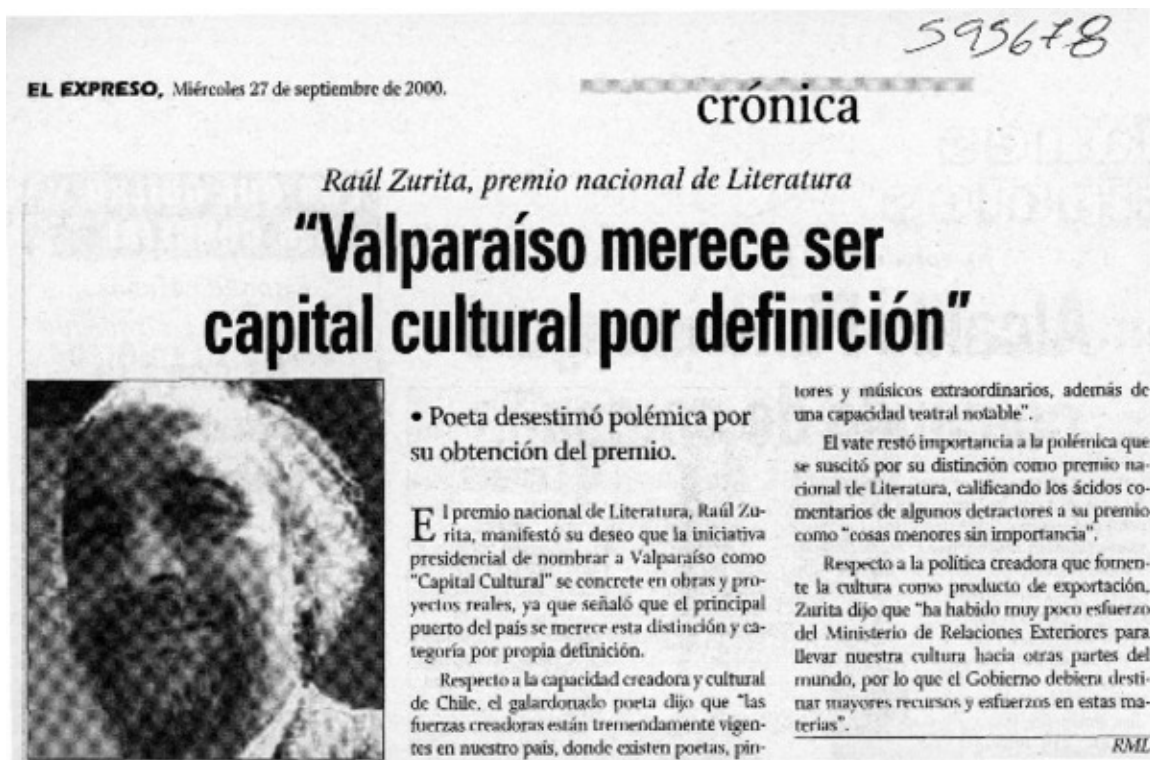 595678
EL EXPRESO, Miércoles 27 de septiembre de 2000.
crónica
Raúl Zurita, premio nacional de Literatura
“Valparaíso merece ser
capital cultural por definición”
• Poeta desestimó polémica por
su obtención del premio.
El premio nacional de Literatura, Raúl Zu-
rita, manifestó su deseo que la iniciativa
presidencial de nombrar a Valparaíso como
"Capital Cultural" se concrete en obras y pro-
yectos reales, ya que señaló que el principal
puerto del país se merece esta distinción y ca-
tegoría por propia definición.
Respecto a la capacidad creadora y cultural
de Chile, el galardonado poeta dijo que "las
fuerzas creadoras están tremendamente vigen-
tes en nuestro país, donde existen poetas, pin-
tores y músicos extraordinarios, además de
una capacidad teatral notable".
El vate restó importancia a la polémica que
se suscitó por su distinción como premio na-
cional de Literatura, calificando los ácidos co-
mentarios de algunos detractores a su premio
como "cosas menores sin importancia".
Respecto a la política creadora que fomen-
te la cultura como producto de exportación,
Zurita dijo que "ha habido muy poco esfuerzo
del Ministerio de Relaciones Exteriores para
llevar nuestra cultura hacia otras partes del
mundo, por lo que el Gobierno debiera desti-
nar mayores recursos y esfuerzos en estas ma-
terias".
RML